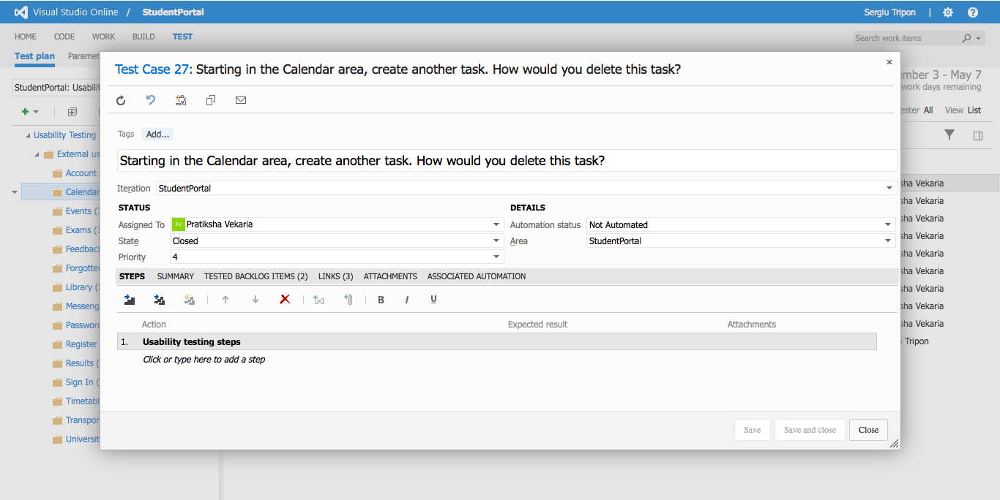 Visual Studio Online / StudentPortal
Sergiu Tripon |
HOME CODE WORK BUILD TEST
Search work items
Test plan Paramet
StudentPortal: Usabilit
Usability Testing
External us
Account
Calendar
Events (
Exams (
Feedbac
Forgotte
Library (
Messeng
Password
Register
Results (
Sign In (
Timetabl
Transpor
Universit
Test Case 27: Starting in the Calendar area, create another task. How would you delete this task?
Tags Add...
Starting in the Calendar area, create another task. How would you delete this task?
Iteration StudentPortal
STATUS
Assigned To PV Pratiksha Vekaria
State Closed
Priority 4
DETAILS
Automation status Not Automated
Area StudentPortal
STEPS SUMMARY TESTED BACKLOG ITEMS (2) LINKS (3) ATTACHMENTS ASSOCIATED AUTOMATION
B I U
Action Expected result Attachments
1. Usability testing steps
Click or type here to add a step
Save Save and close Close
mber 3 - May 7
work days remaining
ester All View List
sha Vekaria
sha Vekaria
sha Vekaria
sha Vekaria
sha Vekaria
sha Vekaria
sha Vekaria
sha Vekaria
sha Vekaria
Tripon